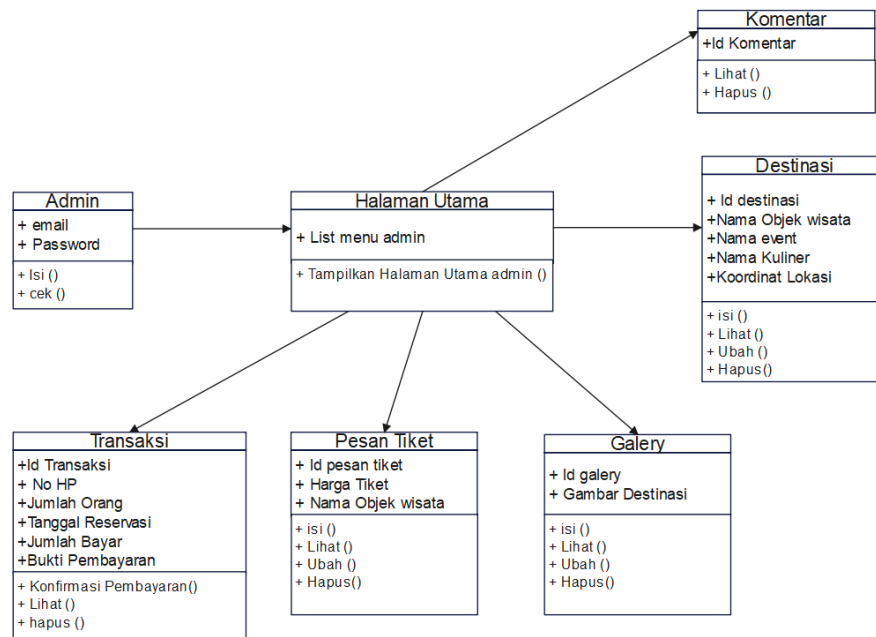 Komentar
+Id Komentar
+ Lihat ()
+ Hapus ()
Destinasi
+ Id destinasi
+Nama Objek wisata
+Nama event
+Nama Kuliner
+Koordinat Lokasi
+ isi ()
+ Lihat ()
+ Ubah ()
+ Hapus()
Admin
+ email
+ Password
+ Isi ()
+ cek ()
Halaman Utama
+ List menu admin
+ Tampilkan Halaman Utama admin ()
Transaksi
+Id Transaksi
+ No HP
+Jumlah Orang
+Tanggal Reservasi
+Jumlah Bayar
+Bukti Pembayaran
+ Konfirmasi Pembayaran()
+ Lihat ()
+ hapus ()
Pesan Tiket
+ Id pesan tiket
+ Harga Tiket
+ Nama Objek wisata
+ isi ()
+ Lihat ()
+ Ubah ()
+ Hapus()
Galery
+ Id galery
+ Gambar Destinasi
+ isi ()
+ Lihat ()
+ Ubah ()
+ Hapus()